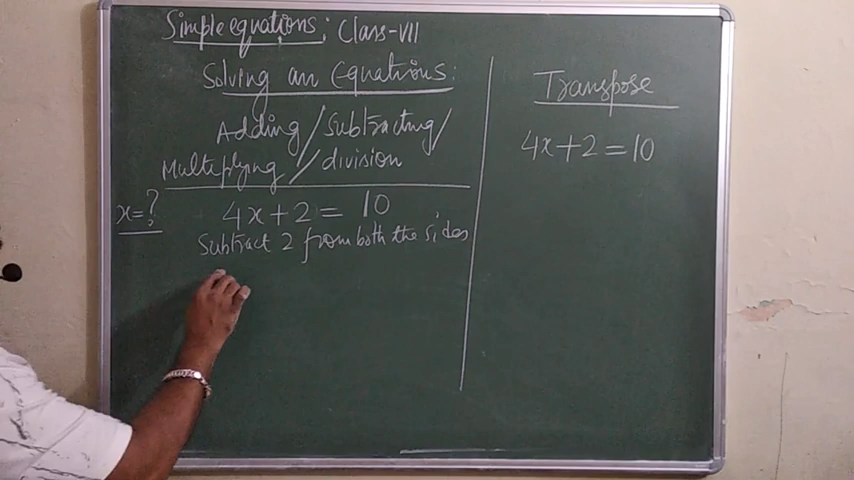 Simple equations: Class-VII
Solving an Equations:
Adding/Subtracting/
Multeplying//division
x=?
4x+2=10
Subtract 2 from both the sides
Transpose
4x+2=10